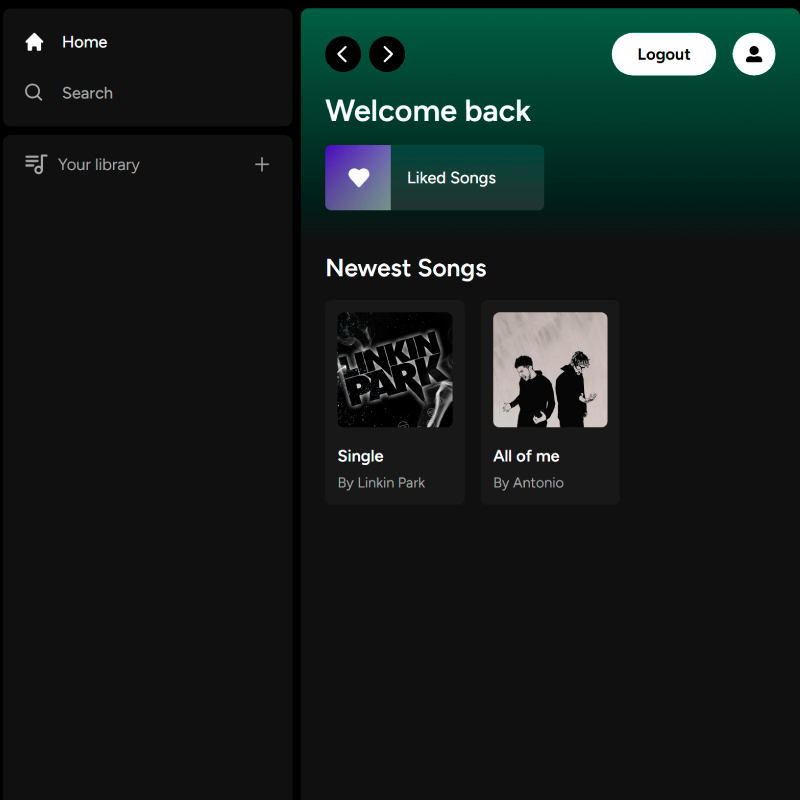 Home
Search
Your library
Logout
Welcome back
Liked Songs
Newest Songs
LINKIN
PARK
Single
By Linkin Park
All of me
By Antonio